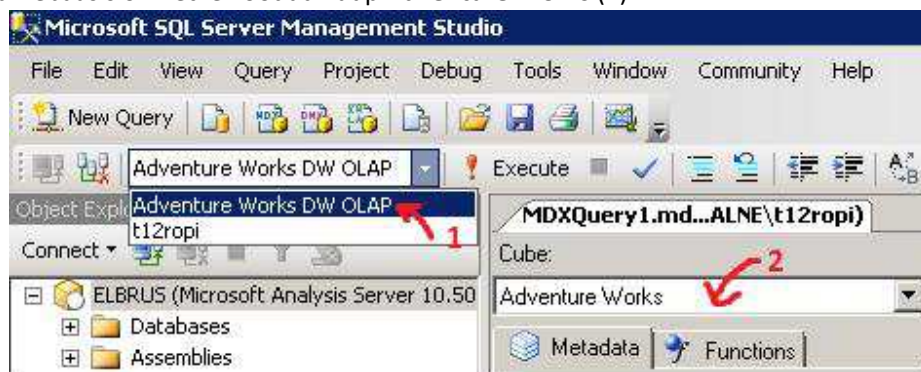 Microsoft SQL Server Management Studio
File Edit View Query Project Debug Tools Window Community Help
New Query
Adventure Works DW OLAP Execute
Object Expl
Adventure Works DW OLAP
t12ropi
1
MDXQuery1.md...ALNE\t12ropi)
Connect
Cube:
2
ELBRUS (Microsoft Analysis Server 10.50
Adventure Works
Databases
Assemblies
Metadata Functions